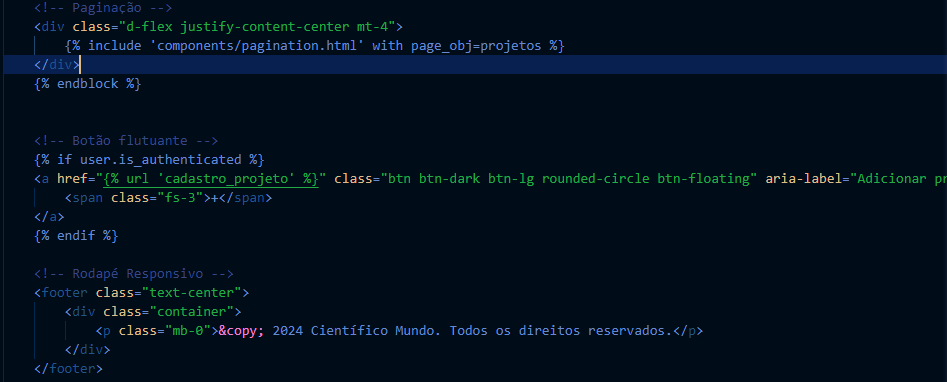 <!-- Paginação -->
<div class="d-flex justify-content-center mt-4">
{% include 'components/pagination.html' with page_obj=projetos %}
</div>
{% endblock %}
<!-- Botão flutuante -->
{% if user.is_authenticated %}
<a href="{% url 'cadastro_projeto' %}" class="btn btn-dark btn-lg rounded-circle btn-floating" aria-label="Adicionar pr
<span class="fs-3">+</span>
</a>
{% endif %}
<!-- Rodapé Responsivo -->
<footer class="text-center">
<div class="container">
<p class="mb-0">&copy; 2024 Científico Mundo. Todos os direitos reservados.</p>
</div>
</footer>